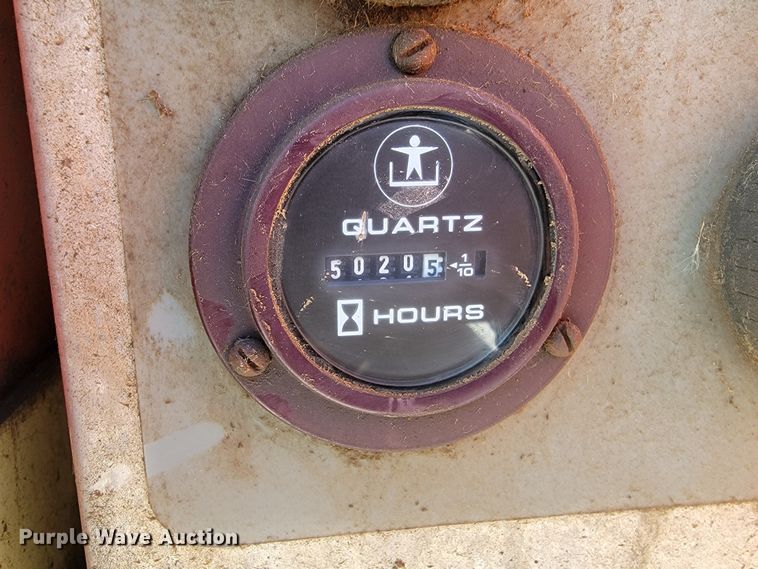 QUARTZ
50205 ◄1/10
HOURS
Purple Wave Auction